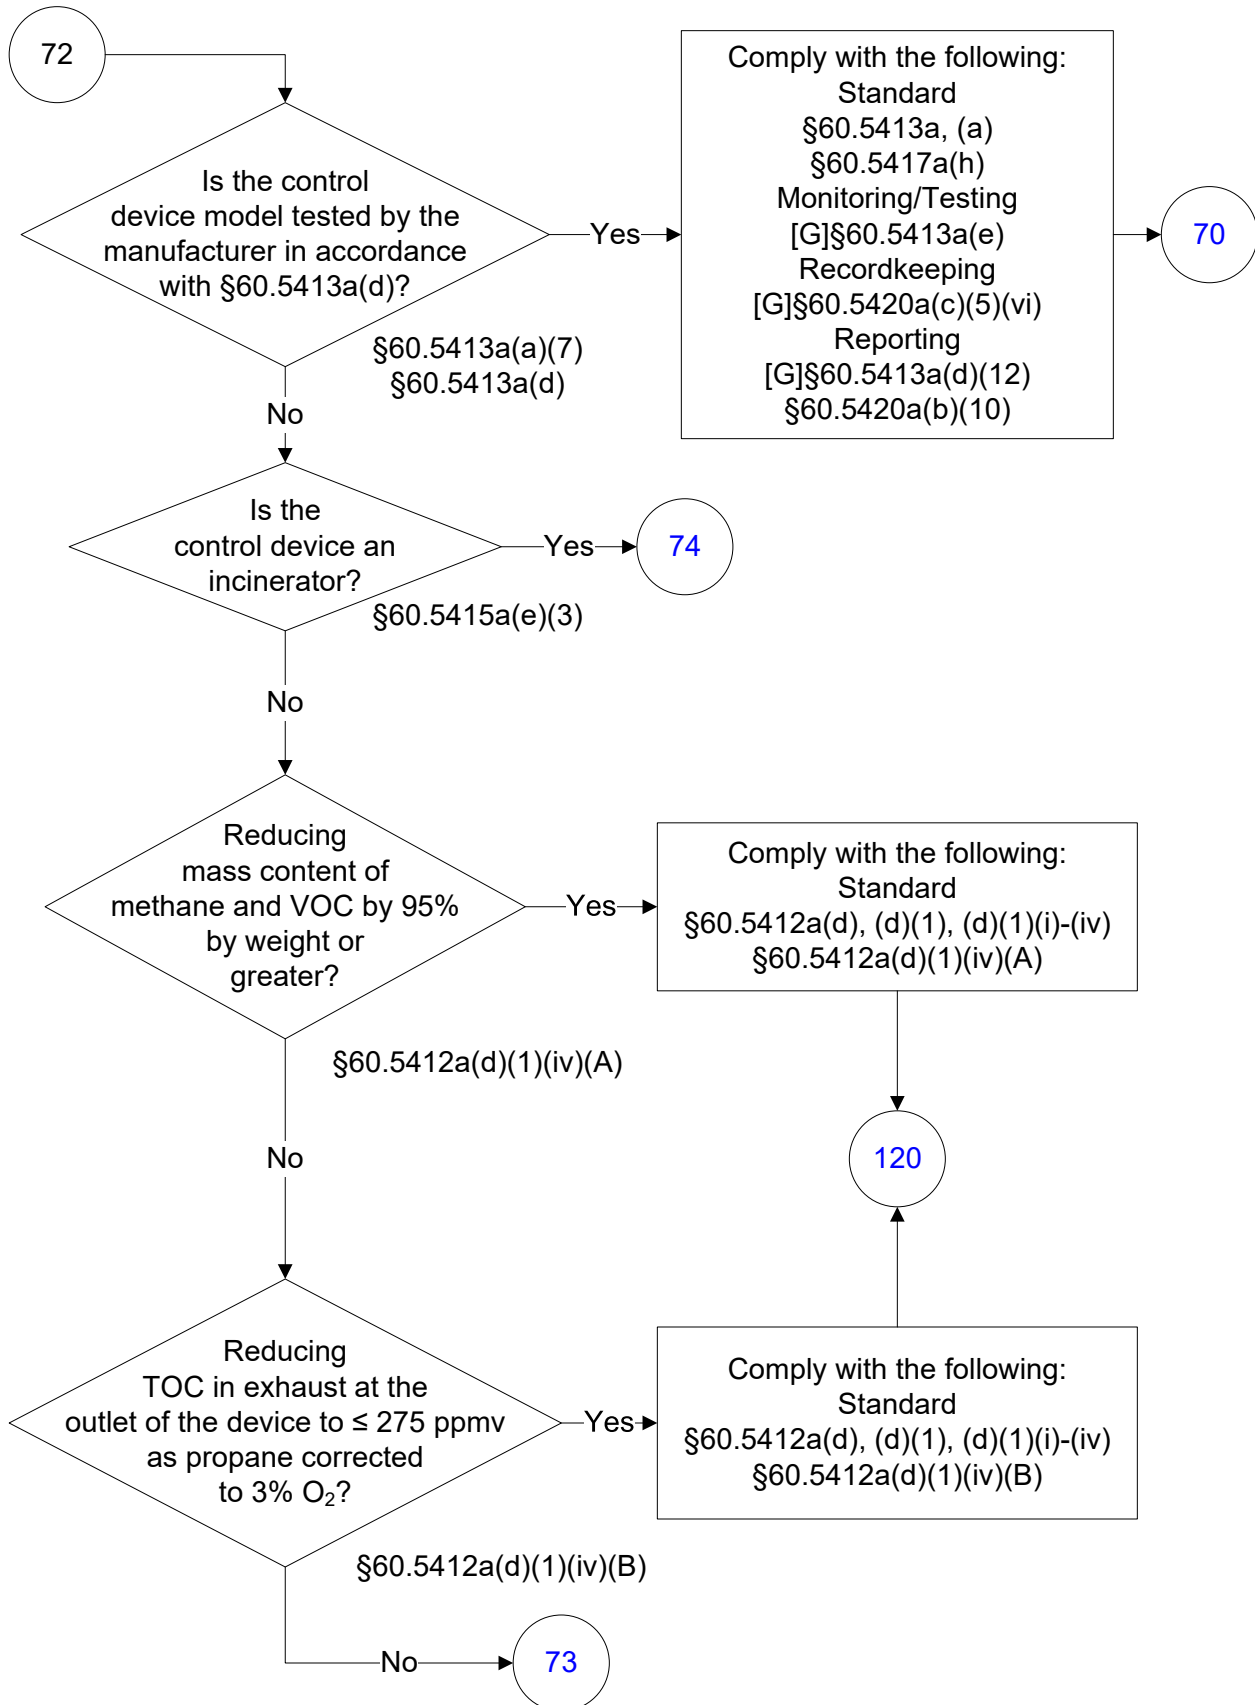 72
Is the control
device model tested by the
manufacturer in accordance
with §60.5413a(d)?
Yes
Comply with the following:
Standard
§60.5413a, (a)
§60.5417a(h)
Monitoring/Testing
[G]§60.5413a(e)
Recordkeeping
[G]§60.5420a(c)(5)(vi)
Reporting
[G]§60.5413a(d)(12)
§60.5420a(b)(10)
70
§60.5413a(a)(7)
§60.5413a(d)
No
Is the
control device an
incinerator?
Yes
74
§60.5415a(e)(3)
No
Reducing
mass content of
methane and VOC by 95%
by weight or
greater?
Yes
Comply with the following:
Standard
§60.5412a(d), (d)(1), (d)(1)(i)-(iv)
§60.5412a(d)(1)(iv)(A)
§60.5412a(d)(1)(iv)(A)
120
No
Reducing
TOC in exhaust at the
outlet of the device to ≤ 275 ppmv
as propane corrected
to 3% O₂?
Yes
Comply with the following:
Standard
§60.5412a(d), (d)(1), (d)(1)(i)-(iv)
§60.5412a(d)(1)(iv)(B)
§60.5412a(d)(1)(iv)(B)
No
73